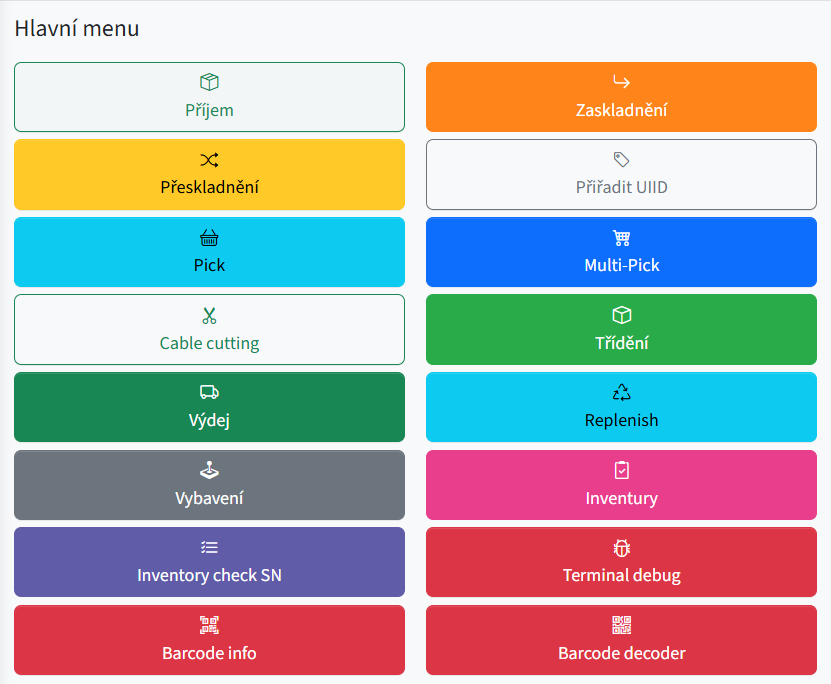 Hlavní menu
Příjem
Zaskladnění
Přeskladnění
Přiřadit UIID
Pick
Multi-Pick
Cable cutting
Třídění
Výdej
Replenish
Vybavení
Inventury
Inventory check SN
Terminal debug
Barcode info
Barcode decoder